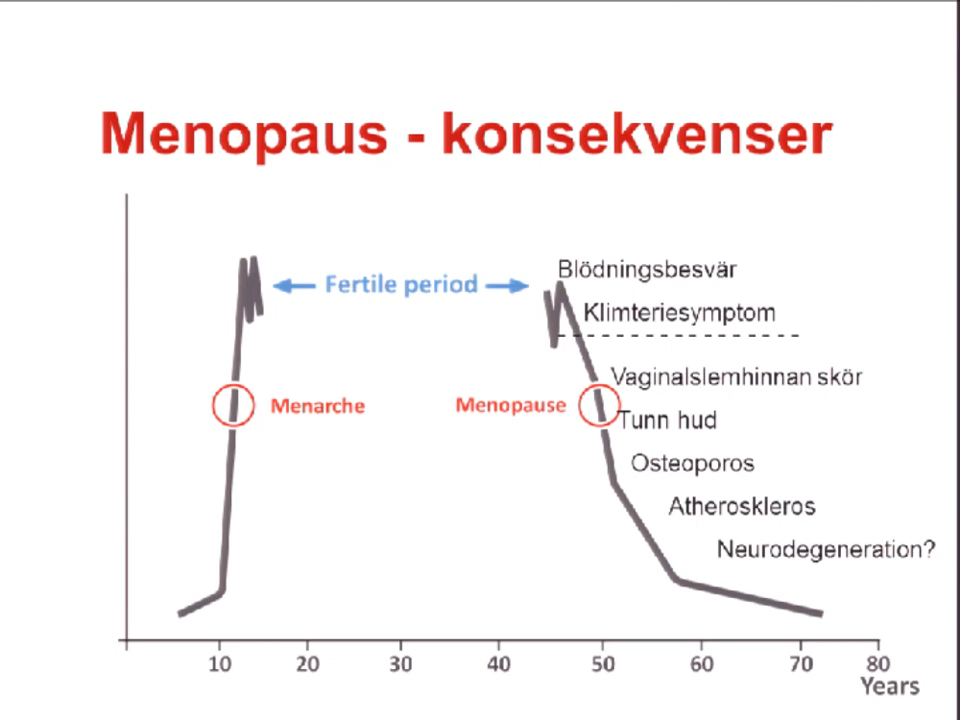 Menopaus - konsekvenser
Blödningsbesvär
Fertile period
Klimteriesymptom
Vaginalslemhinnan skör
Menarche
Menopause
Tunn hud
Osteoporos
Atheroskleros
Neurodegeneration?
10 20 30 40 50 60 70 80
Years